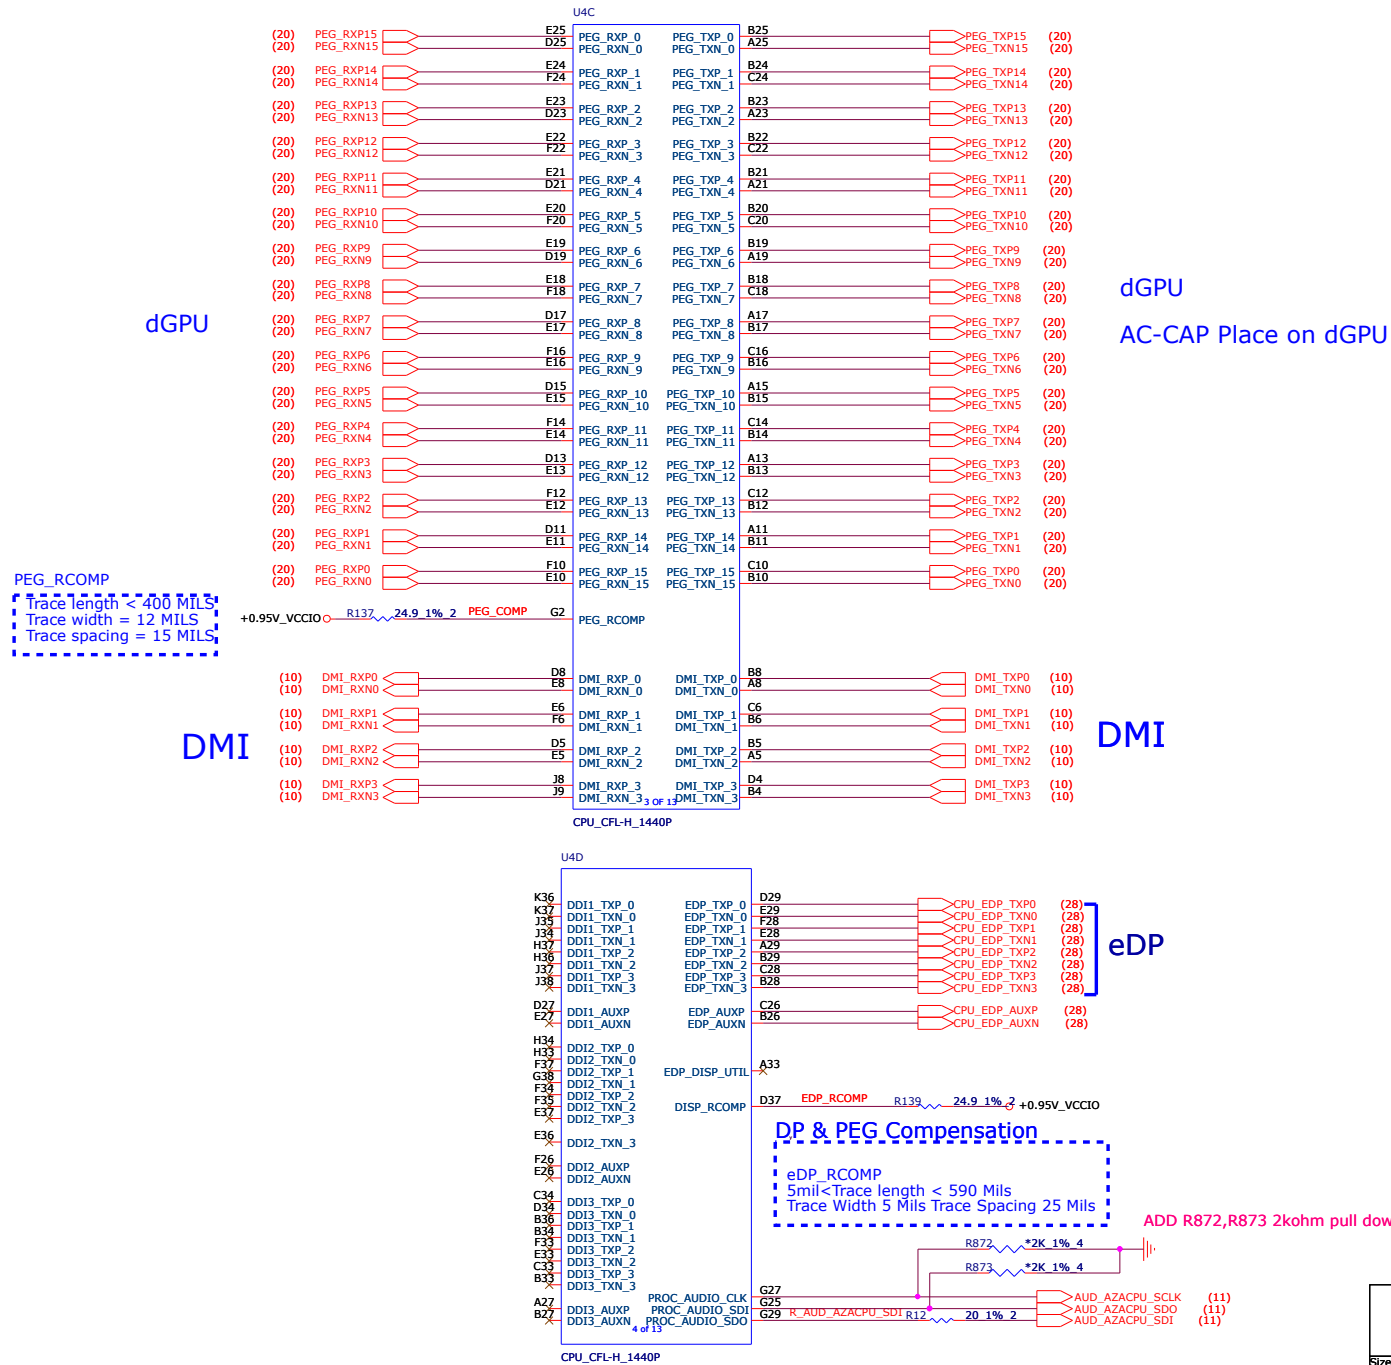 U4C
(20) PEG_RXP15 E25 PEG_RXP_0 PEG_TXP_0 B25 PEG_TXP15 (20)
(20) PEG_RXN15 D25 PEG_RXN_0 PEG_TXN_0 A25 PEG_TXN15 (20)
(20) PEG_RXP14 E24 PEG_RXP_1 PEG_TXP_1 B24 PEG_TXP14 (20)
(20) PEG_RXN14 F24 PEG_RXN_1 PEG_TXN_1 C24 PEG_TXN14 (20)
(20) PEG_RXP13 E23 PEG_RXP_2 PEG_TXP_2 B23 PEG_TXP13 (20)
(20) PEG_RXN13 D23 PEG_RXN_2 PEG_TXN_2 A23 PEG_TXN13 (20)
(20) PEG_RXP12 E22 PEG_RXP_3 PEG_TXP_3 B22 PEG_TXP12 (20)
(20) PEG_RXN12 F22 PEG_RXN_3 PEG_TXN_3 C22 PEG_TXN12 (20)
(20) PEG_RXP11 E21 PEG_RXP_4 PEG_TXP_4 B21 PEG_TXP11 (20)
(20) PEG_RXN11 D21 PEG_RXN_4 PEG_TXN_4 A21 PEG_TXN11 (20)
(20) PEG_RXP10 E20 PEG_RXP_5 PEG_TXP_5 B20 PEG_TXP10 (20)
(20) PEG_RXN10 F20 PEG_RXN_5 PEG_TXN_5 C20 PEG_TXN10 (20)
(20) PEG_RXP9 E19 PEG_RXP_6 PEG_TXP_6 B19 PEG_TXP9 (20)
(20) PEG_RXN9 D19 PEG_RXN_6 PEG_TXN_6 A19 PEG_TXN9 (20)
(20) PEG_RXP8 E18 PEG_RXP_7 PEG_TXP_7 B18 PEG_TXP8 (20)
(20) PEG_RXN8 F18 PEG_RXN_7 PEG_TXN_7 C18 PEG_TXN8 (20)
dGPU
dGPU
(20) PEG_RXP7 D17 PEG_RXP_8 PEG_TXP_8 A17 PEG_TXP7 (20)
(20) PEG_RXN7 E17 PEG_RXN_8 PEG_TXN_8 B17 PEG_TXN7 (20)
AC-CAP Place on dGPU
(20) PEG_RXP6 F16 PEG_RXP_9 PEG_TXP_9 C16 PEG_TXP6 (20)
(20) PEG_RXN6 E16 PEG_RXN_9 PEG_TXN_9 B16 PEG_TXN6 (20)
(20) PEG_RXP5 D15 PEG_RXP_10 PEG_TXP_10 A15 PEG_TXP5 (20)
(20) PEG_RXN5 E15 PEG_RXN_10 PEG_TXN_10 B15 PEG_TXN5 (20)
(20) PEG_RXP4 F14 PEG_RXP_11 PEG_TXP_11 C14 PEG_TXP4 (20)
(20) PEG_RXN4 E14 PEG_RXN_11 PEG_TXN_11 B14 PEG_TXN4 (20)
(20) PEG_RXP3 D13 PEG_RXP_12 PEG_TXP_12 A13 PEG_TXP3 (20)
(20) PEG_RXN3 E13 PEG_RXN_12 PEG_TXN_12 B13 PEG_TXN3 (20)
(20) PEG_RXP2 F12 PEG_RXP_13 PEG_TXP_13 C12 PEG_TXP2 (20)
(20) PEG_RXN2 E12 PEG_RXN_13 PEG_TXN_13 B12 PEG_TXN2 (20)
(20) PEG_RXP1 D11 PEG_RXP_14 PEG_TXP_14 A11 PEG_TXP1 (20)
(20) PEG_RXN1 E11 PEG_RXN_14 PEG_TXN_14 B11 PEG_TXN1 (20)
(20) PEG_RXP0 F10 PEG_RXP_15 PEG_TXP_15 C10 PEG_TXP0 (20)
(20) PEG_RXN0 E10 PEG_RXN_15 PEG_TXN_15 B10 PEG_TXN0 (20)
PEG_RCOMP
Trace length < 400 MILS
Trace width = 12 MILS
Trace spacing = 15 MILS
+0.95V_VCCIO R137 24.9_1%_2 PEG_COMP G2 PEG_RCOMP
(10) DMI_RXP0 D8 DMI_RXP_0 DMI_TXP_0 B8 DMI_TXP0 (10)
(10) DMI_RXN0 E8 DMI_RXN_0 DMI_TXN_0 A8 DMI_TXN0 (10)
(10) DMI_RXP1 E6 DMI_RXP_1 DMI_TXP_1 C6 DMI_TXP1 (10)
(10) DMI_RXN1 F6 DMI_RXN_1 DMI_TXN_1 B6 DMI_TXN1 (10)
DMI
DMI
(10) DMI_RXP2 D5 DMI_RXP_2 DMI_TXP_2 B5 DMI_TXP2 (10)
(10) DMI_RXN2 E5 DMI_RXN_2 DMI_TXN_2 A5 DMI_TXN2 (10)
(10) DMI_RXP3 J8 DMI_RXP_3 DMI_TXP_3 D4 DMI_TXP3 (10)
(10) DMI_RXN3 J9 DMI_RXN_3 3 OF 13 DMI_TXN_3 B4 DMI_TXN3 (10)
CPU_CFL-H_1440P
U4D
K36 DDI1_TXP_0 EDP_TXP_0 D29 CPU_EDP_TXP0 (28)
K37 DDI1_TXN_0 EDP_TXN_0 E29 CPU_EDP_TXN0 (28)
J35 DDI1_TXP_1 EDP_TXP_1 F28 CPU_EDP_TXP1 (28)
J34 DDI1_TXN_1 EDP_TXN_1 E28 CPU_EDP_TXN1 (28)
H37 DDI1_TXP_2 EDP_TXP_2 A29 CPU_EDP_TXP2 (28)
H36 DDI1_TXN_2 EDP_TXN_2 B29 CPU_EDP_TXN2 (28)
J37 DDI1_TXP_3 EDP_TXP_3 C28 CPU_EDP_TXP3 (28)
J38 DDI1_TXN_3 EDP_TXN_3 B28 CPU_EDP_TXN3 (28)
eDP
D27 DDI1_AUXP EDP_AUXP C26 CPU_EDP_AUXP (28)
E27 DDI1_AUXN EDP_AUXN B26 CPU_EDP_AUXN (28)
H34 DDI2_TXP_0
H33 DDI2_TXN_0
F37 DDI2_TXP_1 EDP_DISP_UTIL A33
G38 DDI2_TXN_1
F34 DDI2_TXP_2
F35 DDI2_TXN_2 DISP_RCOMP D37 EDP_RCOMP R139 24.9_1%_2 +0.95V_VCCIO
E37 DDI2_TXP_3
E36 DDI2_TXN_3
DP & PEG Compensation
eDP_RCOMP
5mil<Trace length < 590 Mils
Trace Width 5 Mils Trace Spacing 25 Mils
F26 DDI2_AUXP
E26 DDI2_AUXN
C34 DDI3_TXP_0
D34 DDI3_TXN_0
B36 DDI3_TXP_1
B34 DDI3_TXN_1
F33 DDI3_TXP_2
E33 DDI3_TXN_2
C33 DDI3_TXP_3
B33 DDI3_TXN_3
ADD R872,R873 2kohm pull dow
R872 *2K_1%_4
R873 *2K_1%_4
PROC_AUDIO_CLK G27 AUD_AZACPU_SCLK (11)
A27 DDI3_AUXP PROC_AUDIO_SDI G25 AUD_AZACPU_SDO (11)
B27 DDI3_AUXN PROC_AUDIO_SDO G29 R_AUD_AZACPU_SDI R12 20_1%_2 AUD_AZACPU_SDI (11)
4 of 13
CPU_CFL-H_1440P
Size